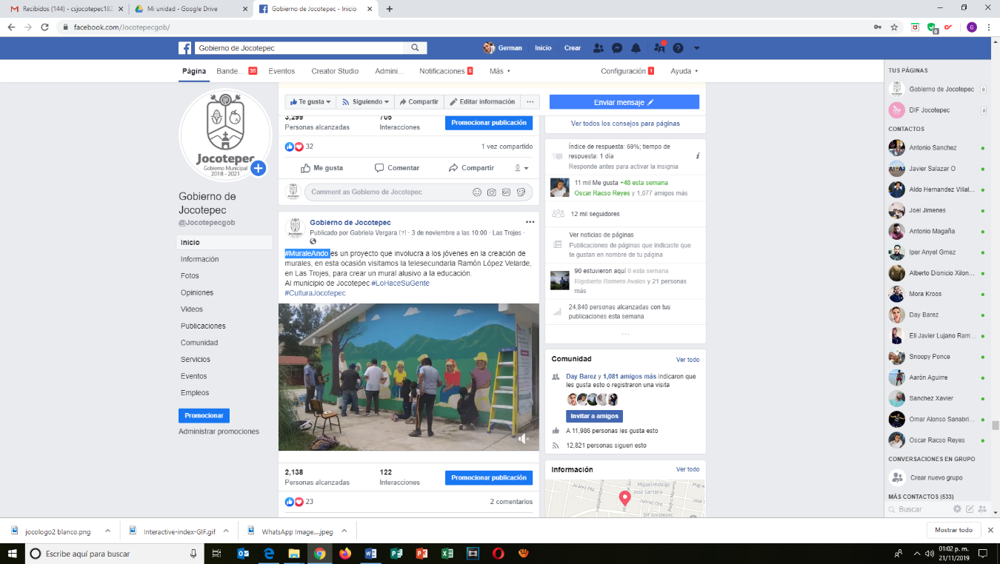 Recibidos (144) - csjocotepec182
Mi unidad - Google Drive
Gobierno de Jocotepec - Inicio
facebook.com/Jocotepecgob/
Gobierno de Jocotepec
German
Inicio
Crear
Página
Bande... 35
Eventos
Creator Studio
Admini...
Notificaciones 8
Más
Configuración 1
Ayuda
Jocotepec
Gobierno Municipal
2018 - 2021
Gobierno de
Jocotepec
@Jocotepecgob
Inicio
Información
Fotos
Opiniones
Videos
Publicaciones
Comunidad
Servicios
Eventos
Empleos
Promocionar
Administrar promociones
Te gusta
Siguiendo
Compartir
Editar información
...
3,299 705
Personas alcanzadas Interacciones
Promocionar publicación
32
1 vez compartido
Me gusta
Comentar
Compartir
Comment as Gobierno de Jocotepec
GIF
Gobierno de Jocotepec
Publicado por Gabriela Vergara [?] · 3 de noviembre a las 10:00 · Las Trojes ·
#MuraleAndo es un proyecto que involucra a los jóvenes en la creación de
murales, en esta ocasión visitamos la telesecundaria Ramón López Velarde,
en Las Trojes, para crear un mural alusivo a la educación.
Al municipio de Jocotepec #LoHaceSuGente
#CulturaJocotepec
2,138 122
Personas alcanzadas Interacciones
Promocionar publicación
23
2 comentarios
Enviar mensaje
Ver todos los consejos para páginas
Índice de respuesta: 69%; tiempo de
respuesta: 1 día
Responde antes para activar la insignia
11 mil Me gusta +48 esta semana
Oscar Racso Reyes y 1,077 amigos más
12 mil seguidores
Ver noticias de páginas
Publicaciones de páginas que indicaste que
te gustan en nombre de tu página
90 estuvieron aquí 0 esta semana
Rigoberto Romero Avalos y 21 personas
más
24,840 personas alcanzadas con tus
publicaciones esta semana
...
Comunidad Ver todo
Day Barez y 1,081 amigos más indicaron que
les gusta esto o registraron una visita
Invitar a amigos
A 11,986 personas les gusta esto
12,821 personas siguen esto
Información Ver todo
Miguel Hidalgo
José Santana
Juárez Pte.
Independencia
Juárez Ote.
Dif Jocotepec
TUS PÁGINAS
Gobierno de Jocotepec 8
DIF Jocotepec 9
CONTACTOS
Antonio Sanchez
Javier Salazar O
Aldo Hernandez Villal...
Joel Jimenes
Antonio Magaña
Iper Anyel Gmez
Alberto Dionicio Xilon...
Mora Kroos
Day Barez
Eli Javier Lujano Ram...
Snoopy Ponce
Aarón Aguirre
Sanchez Xavier
Omar Alonso Sanabri...
Oscar Racso Reyes
CONVERSACIONES EN GRUPO
Crear nuevo grupo
MÁS CONTACTOS (533)
Buscar
jocologo2 blanco.png
Interactive-index-GIF.gif
WhatsApp Image....jpeg
Mostrar todo
Escribe aquí para buscar
01:02 p. m.
21/11/2019